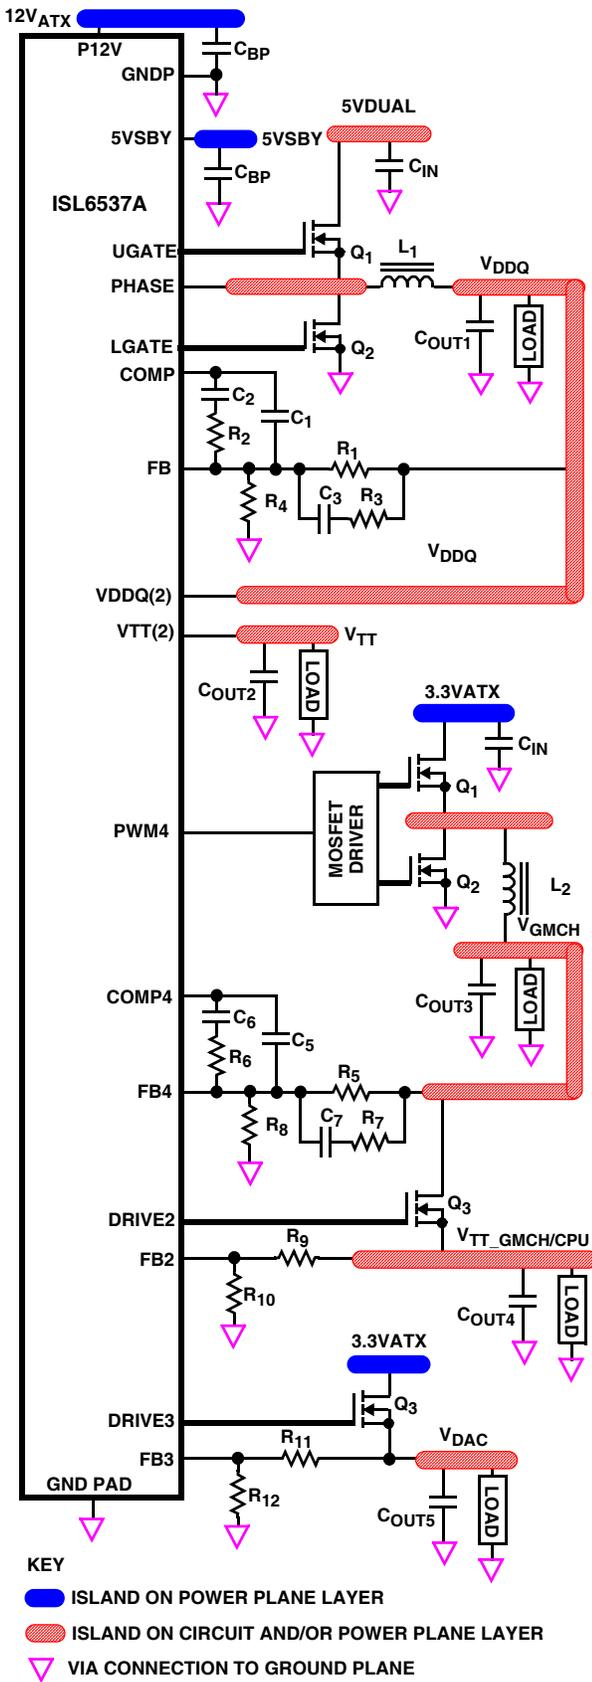 12VATX
P12V
CBP
GNDP
5VDUAL
5VSBY
5VSBY
CBP
CIN
ISL6537A
UGATE
Q1
L1
VDDQ
PHASE
COUT1
LOAD
LGATE
Q2
COMP
C2
C1
R2
R1
FB
C3
R3
R4
VDDQ
VDDQ(2)
VTT(2)
VTT
COUT2
LOAD
3.3VATX
CIN
Q1
MOSFET
DRIVER
PWM4
Q2
L2
VGMCH
COMP4
COUT3
LOAD
C6
C5
R6
R5
FB4
C7
R7
R8
Q3
DRIVE2
R9
VTT_GMCH/CPU
FB2
R10
COUT4
LOAD
3.3VATX
Q3
DRIVE3
R11
VDAC
FB3
GND PAD
R12
COUT5
LOAD
KEY
ISLAND ON POWER PLANE LAYER
ISLAND ON CIRCUIT AND/OR POWER PLANE LAYER
VIA CONNECTION TO GROUND PLANE